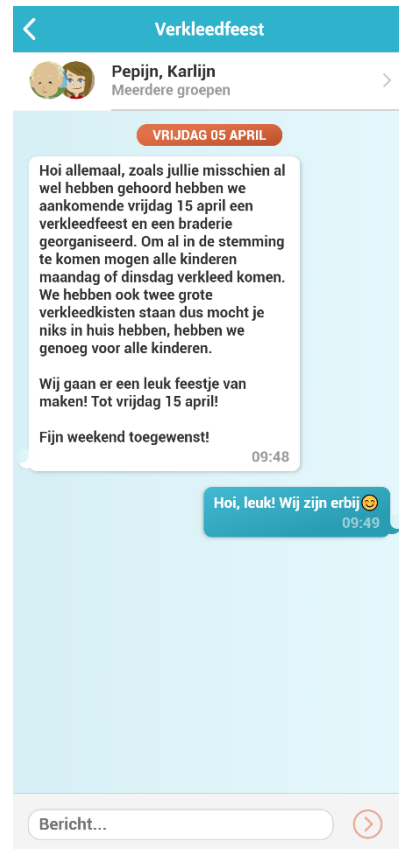 Verkleedfeest
Pepijn, Karlijn
Meerdere groepen
VRIJDAG 05 APRIL
Hoi allemaal, zoals jullie misschien al
wel hebben gehoord hebben we
aankomende vrijdag 15 april een
verkleedfeest en een braderie
georganiseerd. Om al in de stemming
te komen mogen alle kinderen
maandag of dinsdag verkleed komen.
We hebben ook twee grote
verkleedkisten staan dus mocht je
niks in huis hebben, hebben we
genoeg voor alle kinderen.
Wij gaan er een leuk feestje van
maken! Tot vrijdag 15 april!
Fijn weekend toegewenst!
09:48
Hoi, leuk! Wij zijn erbij😊
09:49
Bericht...